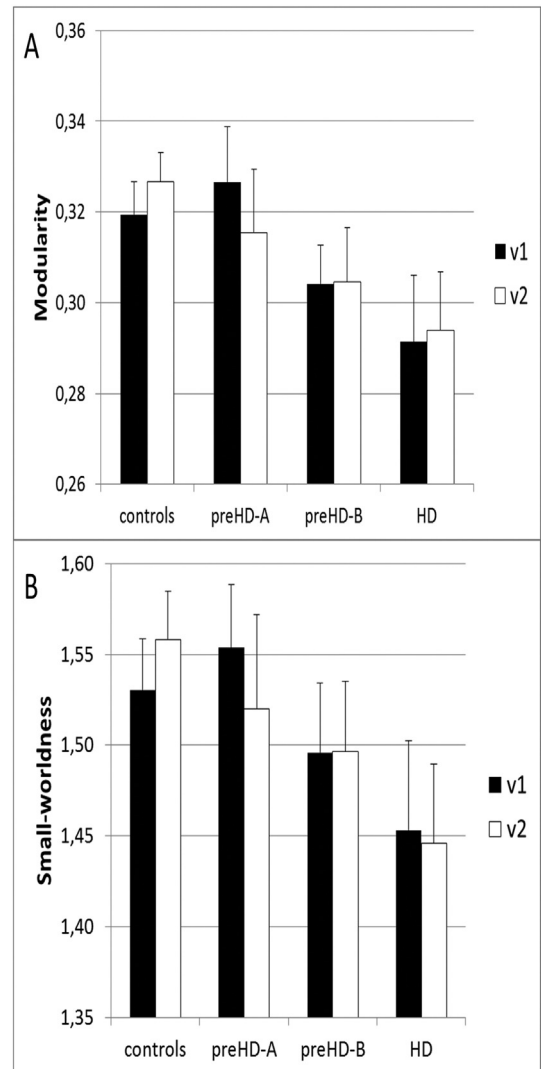 A
0,36
0,34
0,32
0,30
0,28
0,26
Modularity
controls preHD-A preHD-B HD
v1
v2
B
1,60
1,55
1,50
1,45
1,40
1,35
Small-worldness
controls preHD-A preHD-B HD
v1
v2